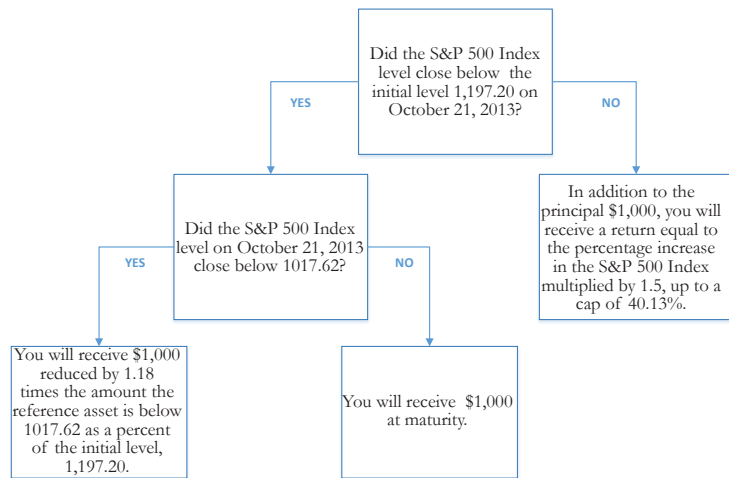 Did the S&P 500 Index
level close below the
initial level 1,197.20 on
October 21, 2013?
YES
NO
Did the S&P 500 Index
level on October 21, 2013
close below 1017.62?
In addition to the
principal $1,000, you will
receive a return equal to
the percentage increase
in the S&P 500 Index
multiplied by 1.5, up to a
cap of 40.13%.
YES
NO
You will receive $1,000
reduced by 1.18
times the amount the
reference asset is below
1017.62 as a percent
of the initial level,
1,197.20.
You will receive $1,000
at maturity.